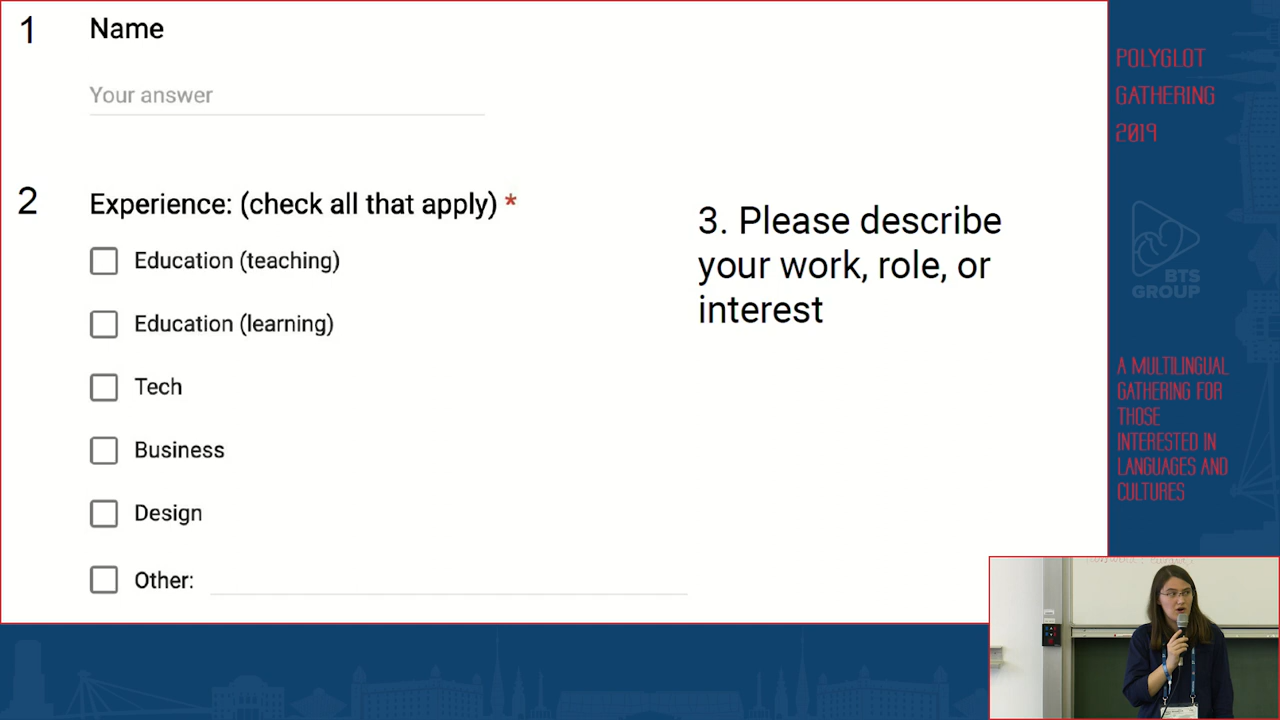 1 Name
Your answer
2 Experience: (check all that apply) *
Education (teaching)
Education (learning)
Tech
Business
Design
Other:
3. Please describe
your work, role, or
interest
POLYGLOT
GATHERING
2019
BTS
GROUP
A MULTILINGUAL
GATHERING FOR
THOSE
INTERESTED IN
LANGUAGES AND
CULTURES